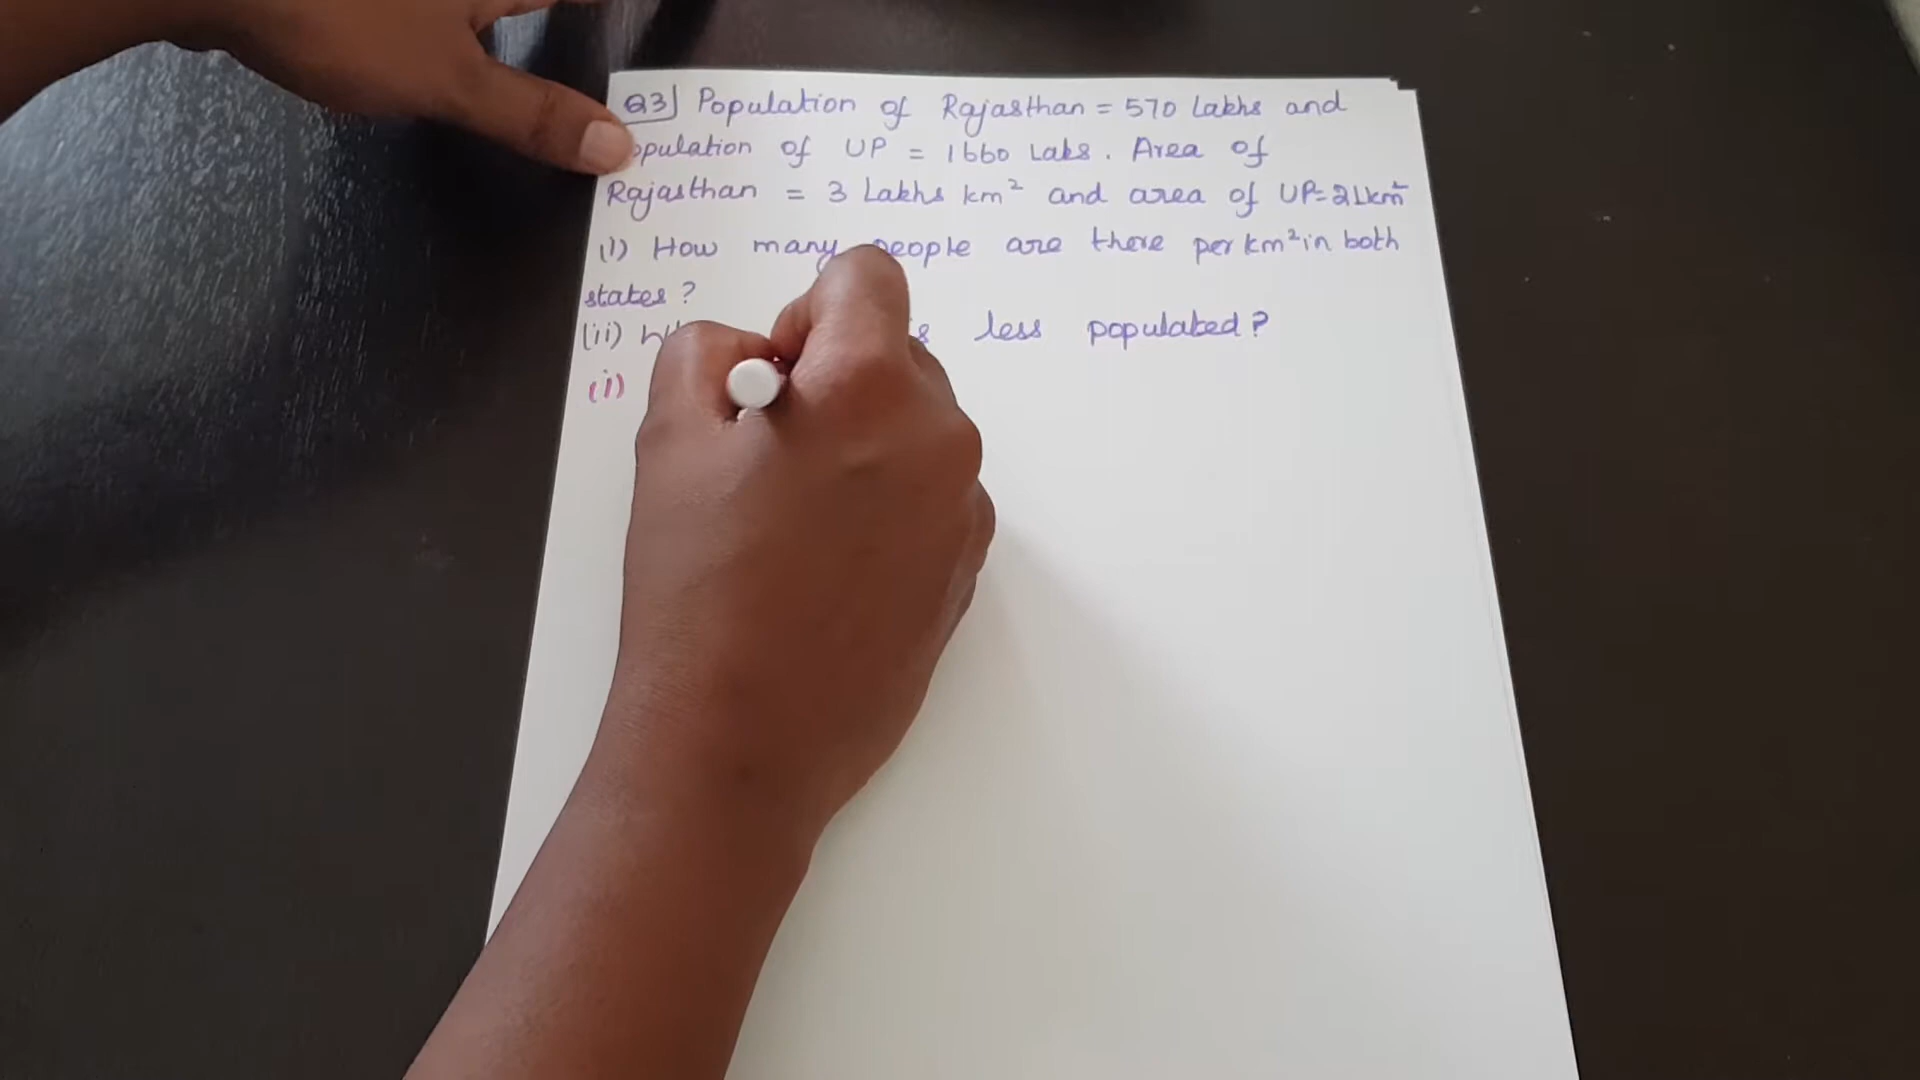 Q3) Population of Rajasthan = 570 Lakhs and
opulation of UP = 1660 Laks. Area of
Rajasthan = 3 Lakhs km² and area of UP=2Lkm²
(i) How many people are there per km² in both
states?
(ii) less populated?
(i)